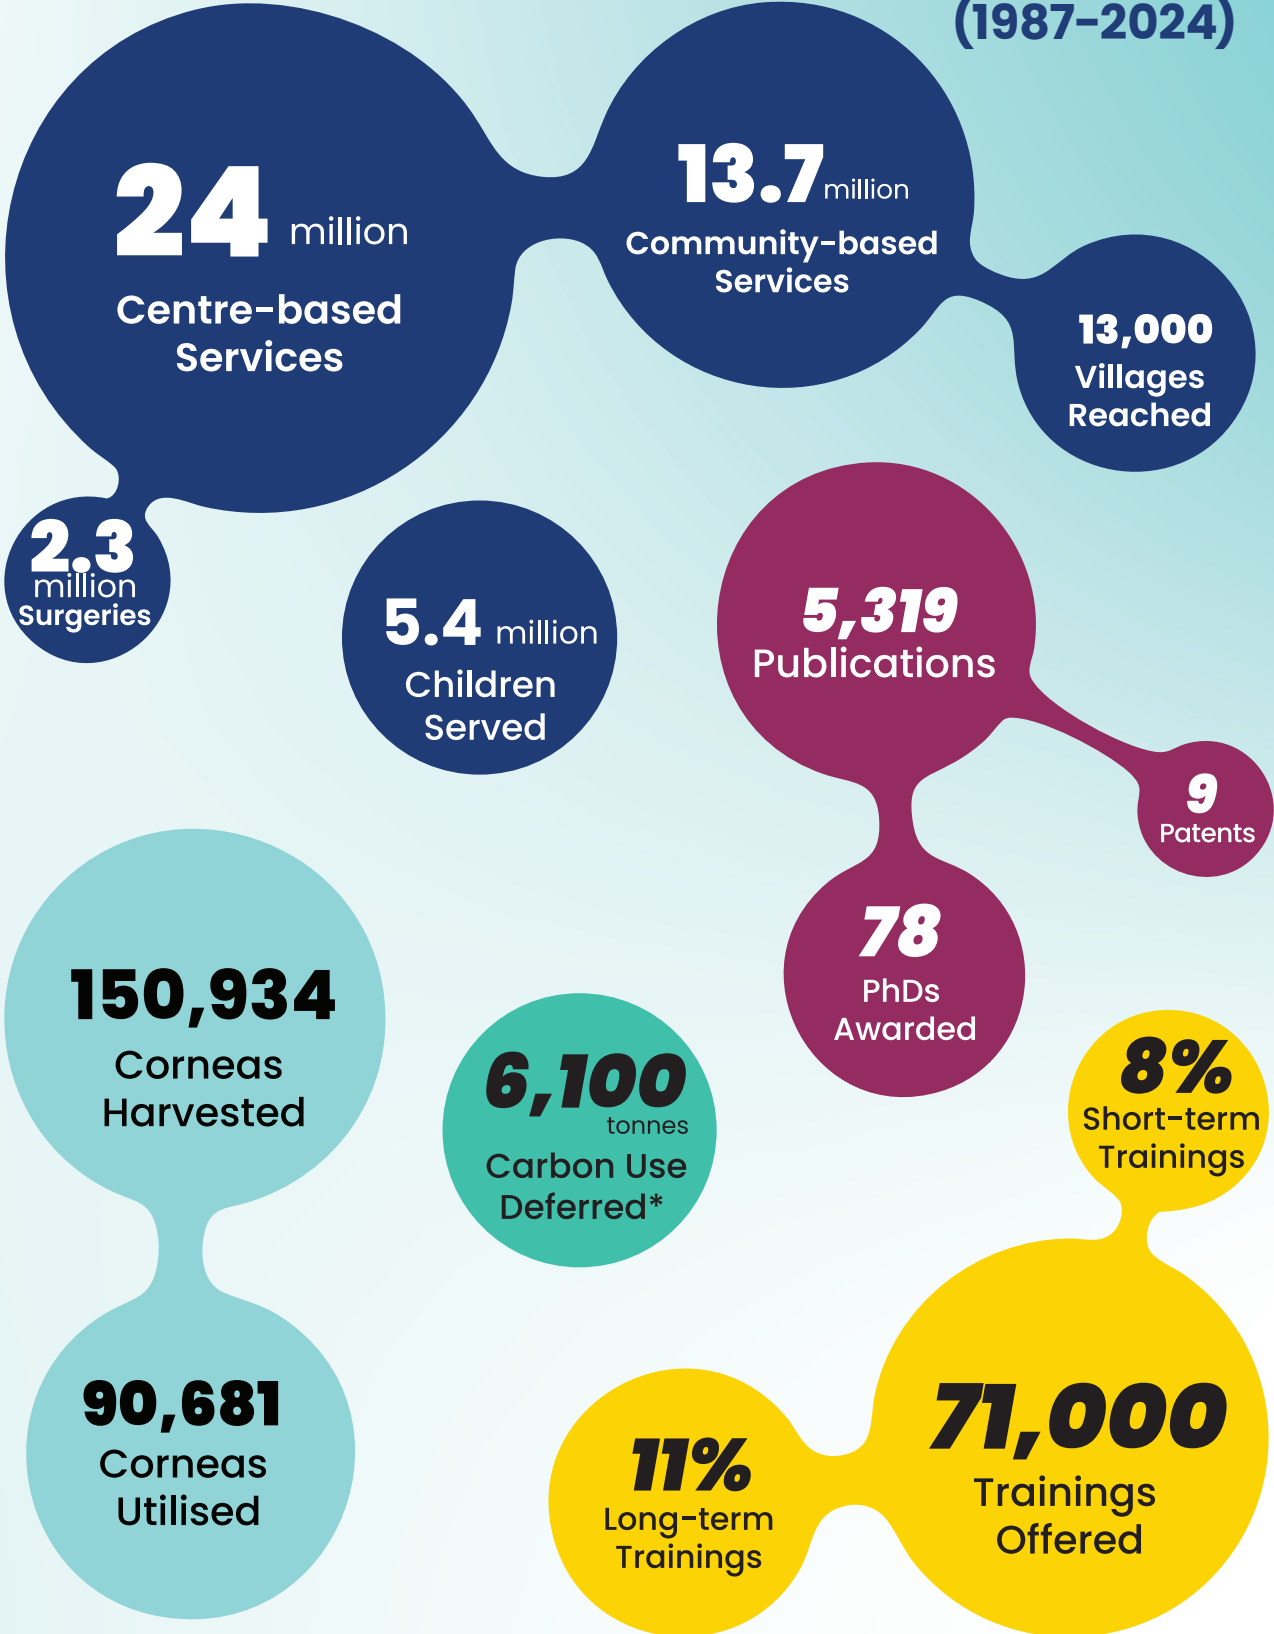 (1987-2024)
24 million
Centre-based
Services
13.7 million
Community-based
Services
13,000
Villages
Reached
2.3
million
Surgeries
5.4 million
Children
Served
5,319
Publications
9
Patents
78
PhDs
Awarded
150,934
Corneas
Harvested
90,681
Corneas
Utilised
6,100
tonnes
Carbon Use
Deferred*
8%
Short-term
Trainings
11%
Long-term
Trainings
71,000
Trainings
Offered